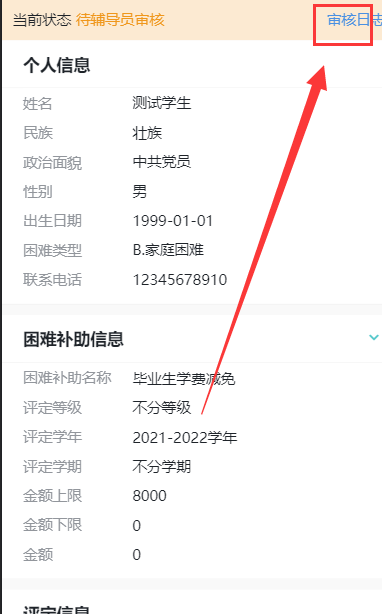 当前状态 待辅导员审核 审核日志
个人信息
姓名 测试学生
民族 壮族
政治面貌 中共党员
性别 男
出生日期 1999-01-01
困难类型 B.家庭困难
联系电话 12345678910
困难补助信息
困难补助名称 毕业生学费减免
评定等级 不分等级
评定学年 2021-2022学年
评定学期 不分学期
金额上限 8000
金额下限 0
金额 0
评定信息